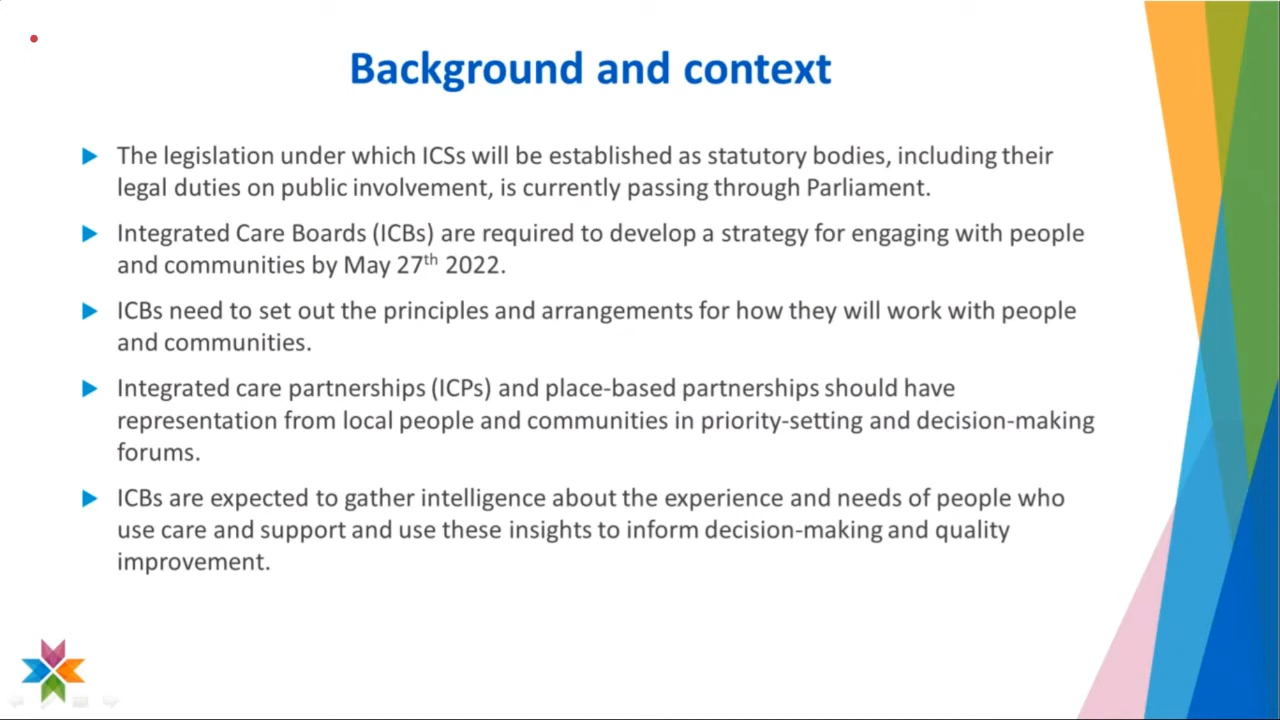 Background and context
The legislation under which ICSs will be established as statutory bodies, including their
legal duties on public involvement, is currently passing through Parliament.
Integrated Care Boards (ICBs) are required to develop a strategy for engaging with people
and communities by May 27th 2022.
ICBs need to set out the principles and arrangements for how they will work with people
and communities.
Integrated care partnerships (ICPs) and place-based partnerships should have
representation from local people and communities in priority-setting and decision-making
forums.
ICBs are expected to gather intelligence about the experience and needs of people who
use care and support and use these insights to inform decision-making and quality
improvement.